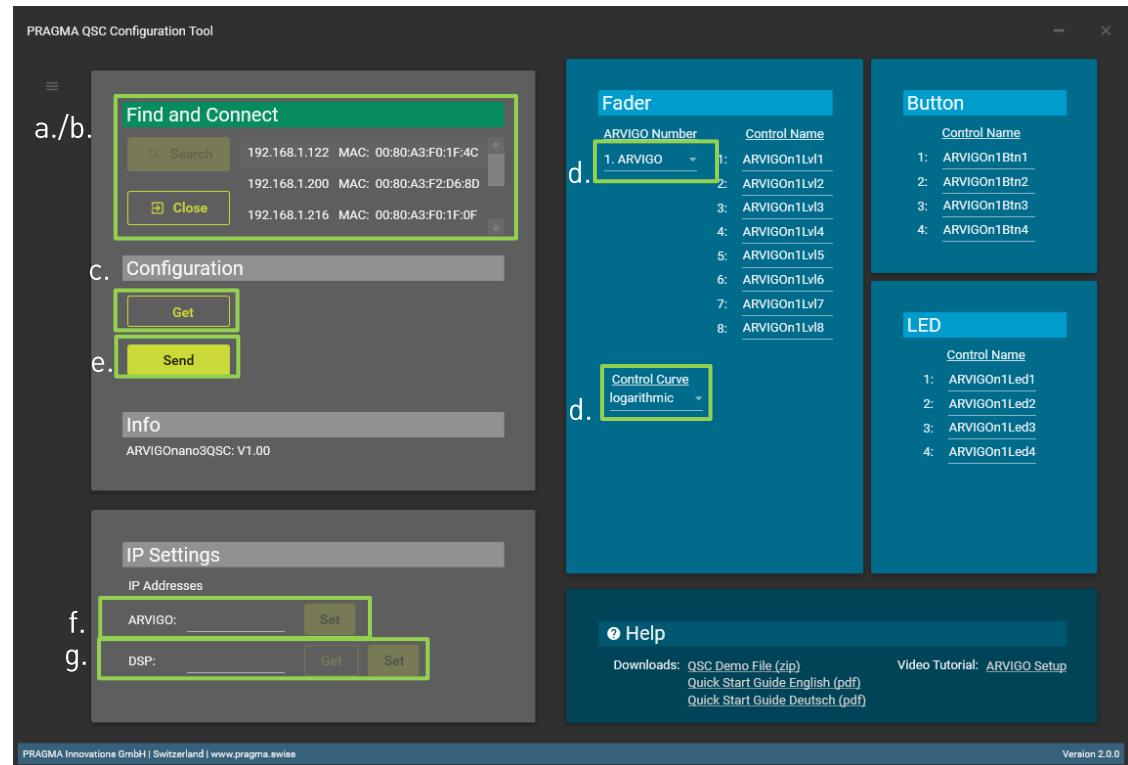 PRAGMA QSC Configuration Tool
a./b.
Find and Connect
Search
192.168.1.122 MAC: 00:80:A3:F0:1F:4C
192.168.1.200 MAC: 00:80:A3:F2:D6:8D
Close
192.168.1.216 MAC: 00:80:A3:F0:1F:0F
c.
Configuration
Get
e.
Send
Info
ARVIGOnano3QSC: V1.00
IP Settings
IP Addresses
f.
ARVIGO:
Set
g.
DSP:
Get
Set
Fader
ARVIGO Number
Control Name
d.
1. ARVIGO
1: ARVIGOn1Lvl1
2: ARVIGOn1Lvl2
3: ARVIGOn1Lvl3
4: ARVIGOn1Lvl4
5: ARVIGOn1Lvl5
6: ARVIGOn1Lvl6
7: ARVIGOn1Lvl7
8: ARVIGOn1Lvl8
d.
Control Curve
logarithmic
Button
Control Name
1: ARVIGOn1Btn1
2: ARVIGOn1Btn2
3: ARVIGOn1Btn3
4: ARVIGOn1Btn4
LED
Control Name
1: ARVIGOn1Led1
2: ARVIGOn1Led2
3: ARVIGOn1Led3
4: ARVIGOn1Led4
? Help
Downloads: QSC Demo File (zip)
Quick Start Guide English (pdf)
Quick Start Guide Deutsch (pdf)
Video Tutorial: ARVIGO Setup
PRAGMA Innovations GmbH | Switzerland | www.pragma.swiss
Version 2.0.0